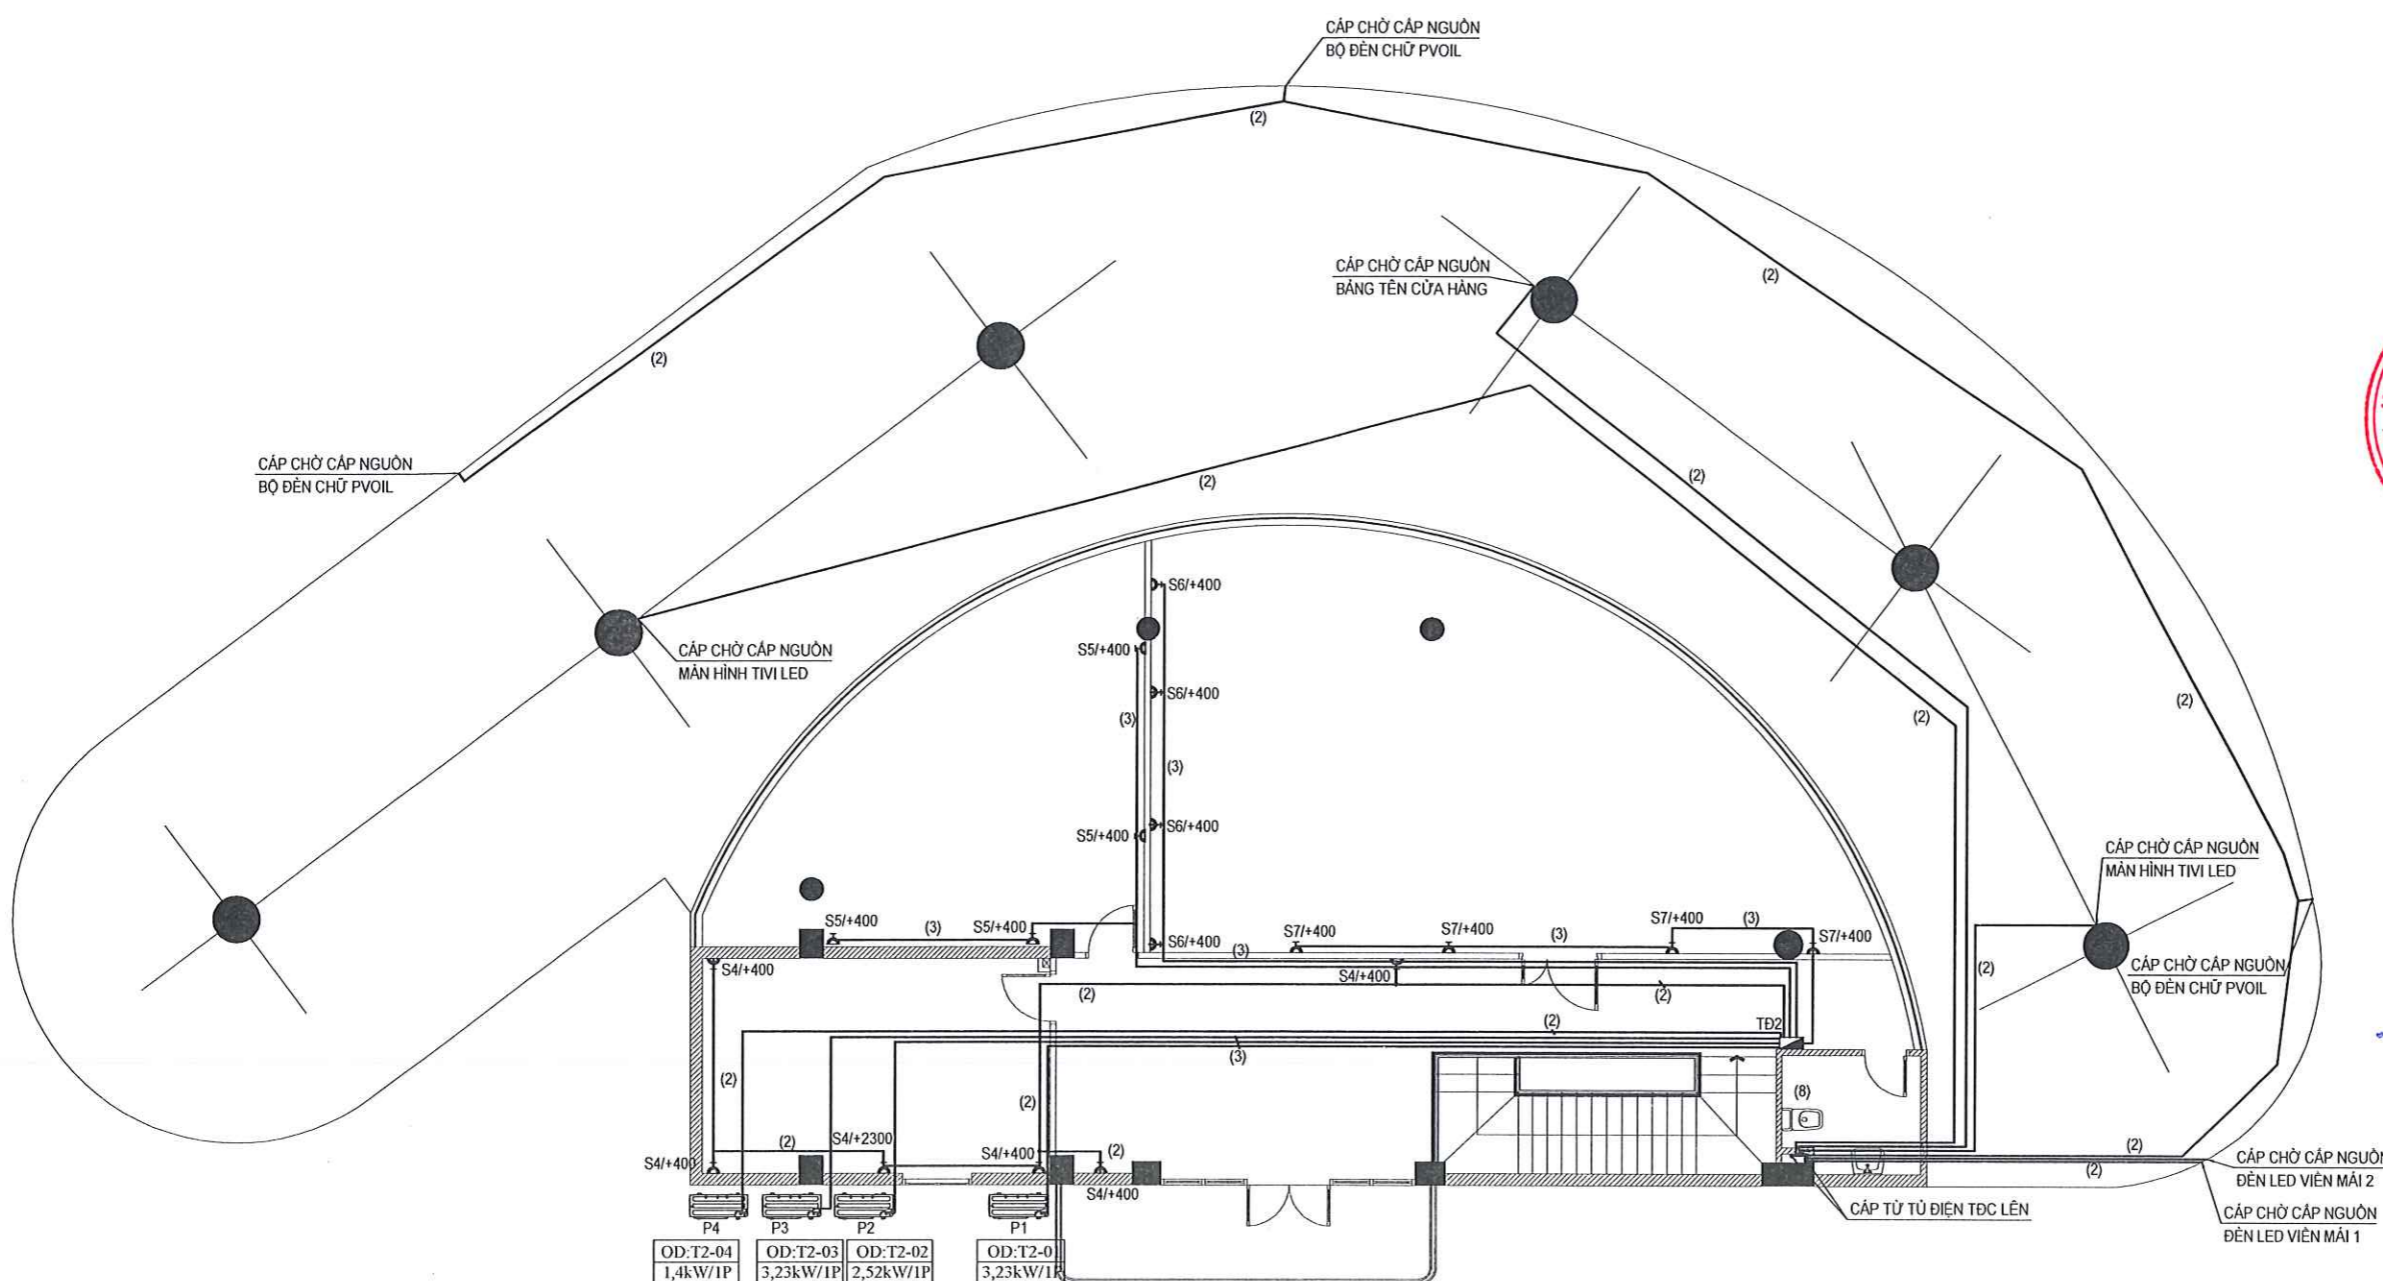 CÁP CHỜ CẤP NGUỒN
BỘ ĐÈN CHỮ PVOIL
(2)
CÁP CHỜ CẤP NGUỒN
BẢNG TÊN CỬA HÀNG
(2)
(2)
CÁP CHỜ CẤP NGUỒN
BỘ ĐÈN CHỮ PVOIL
(2)
(2)
S6/+400
CÁP CHỜ CẤP NGUỒN
MÀN HÌNH TIVI LED
S5/+400
S6/+400
(3)
(2)
(2)
(3)
S6/+400
S5/+400
CÁP CHỜ CẤP NGUỒN
MÀN HÌNH TIVI LED
S5/+400
(3)
S5/+400
S6/+400
(3)
S7/+400
S7/+400
(3)
S7/+400
(3)
S7/+400
S4/+400
S4/+400
(2)
(2)
(2)
CÁP CHỜ CẤP NGUỒN
BỘ ĐÈN CHỮ PVOIL
(2)
TĐ2
(3)
(2)
(2)
(8)
S4/+400
(2)
S4/+2300
S4/+400
(2)
S4/+400
(2)
(2)
CÁP CHỜ CẤP NGUỒN
ĐÈN LED VIỀN MÁI 2
CÁP TỪ TỦ ĐIỆN TĐC LÊN
CÁP CHỜ CẤP NGUỒN
ĐÈN LED VIỀN MÁI 1
P4
P3
P2
P1
OD:T2-04
OD:T2-03
OD:T2-02
OD:T2-0
1,4kW/1P
3,23kW/1P
2,52kW/1P
3,23kW/1